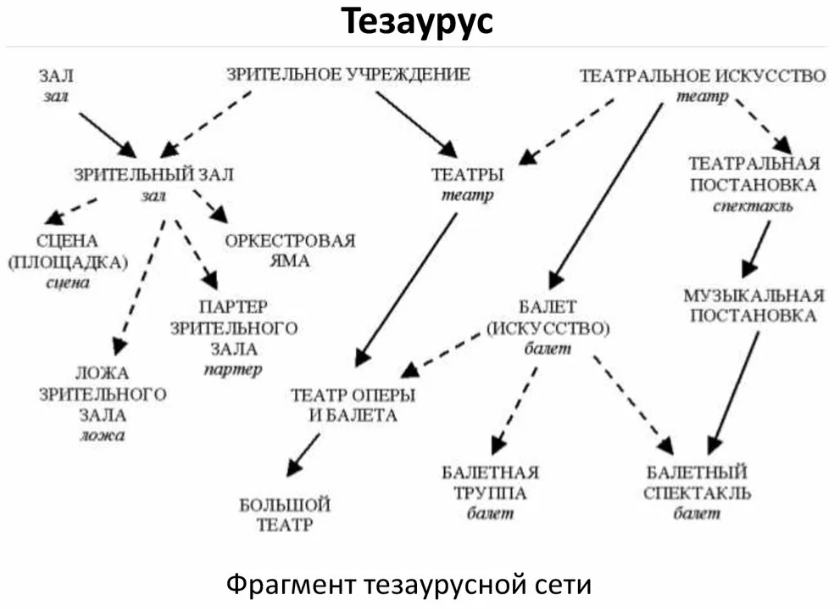 Тезаурус
ЗАЛ
зал
ЗРИТЕЛЬНОЕ УЧРЕЖДЕНИЕ
ТЕАТРАЛЬНОЕ ИСКУССТВО
театр
ЗРИТЕЛЬНЫЙ ЗАЛ
зал
ТЕАТРЫ
театр
ТЕАТРАЛЬНАЯ
ПОСТАНОВКА
спектакль
СЦЕНА
(ПЛОЩАДКА)
сцена
ОРКЕСТРОВАЯ
ЯМА
ПАРТЕР
ЗРИТЕЛЬНОГО
ЗАЛА
партер
БАЛЕТ
(ИСКУССТВО)
балет
МУЗЫКАЛЬНАЯ
ПОСТАНОВКА
ЛОЖА
ЗРИТЕЛЬНОГО
ЗАЛА
ложа
ТЕАТР ОПЕРЫ
И БАЛЕТА
БОЛЬШОЙ
ТЕАТР
БАЛЕТНАЯ
ТРУППА
балет
БАЛЕТНЫЙ
СПЕКТАКЛЬ
балет
Фрагмент тезаурусной сети